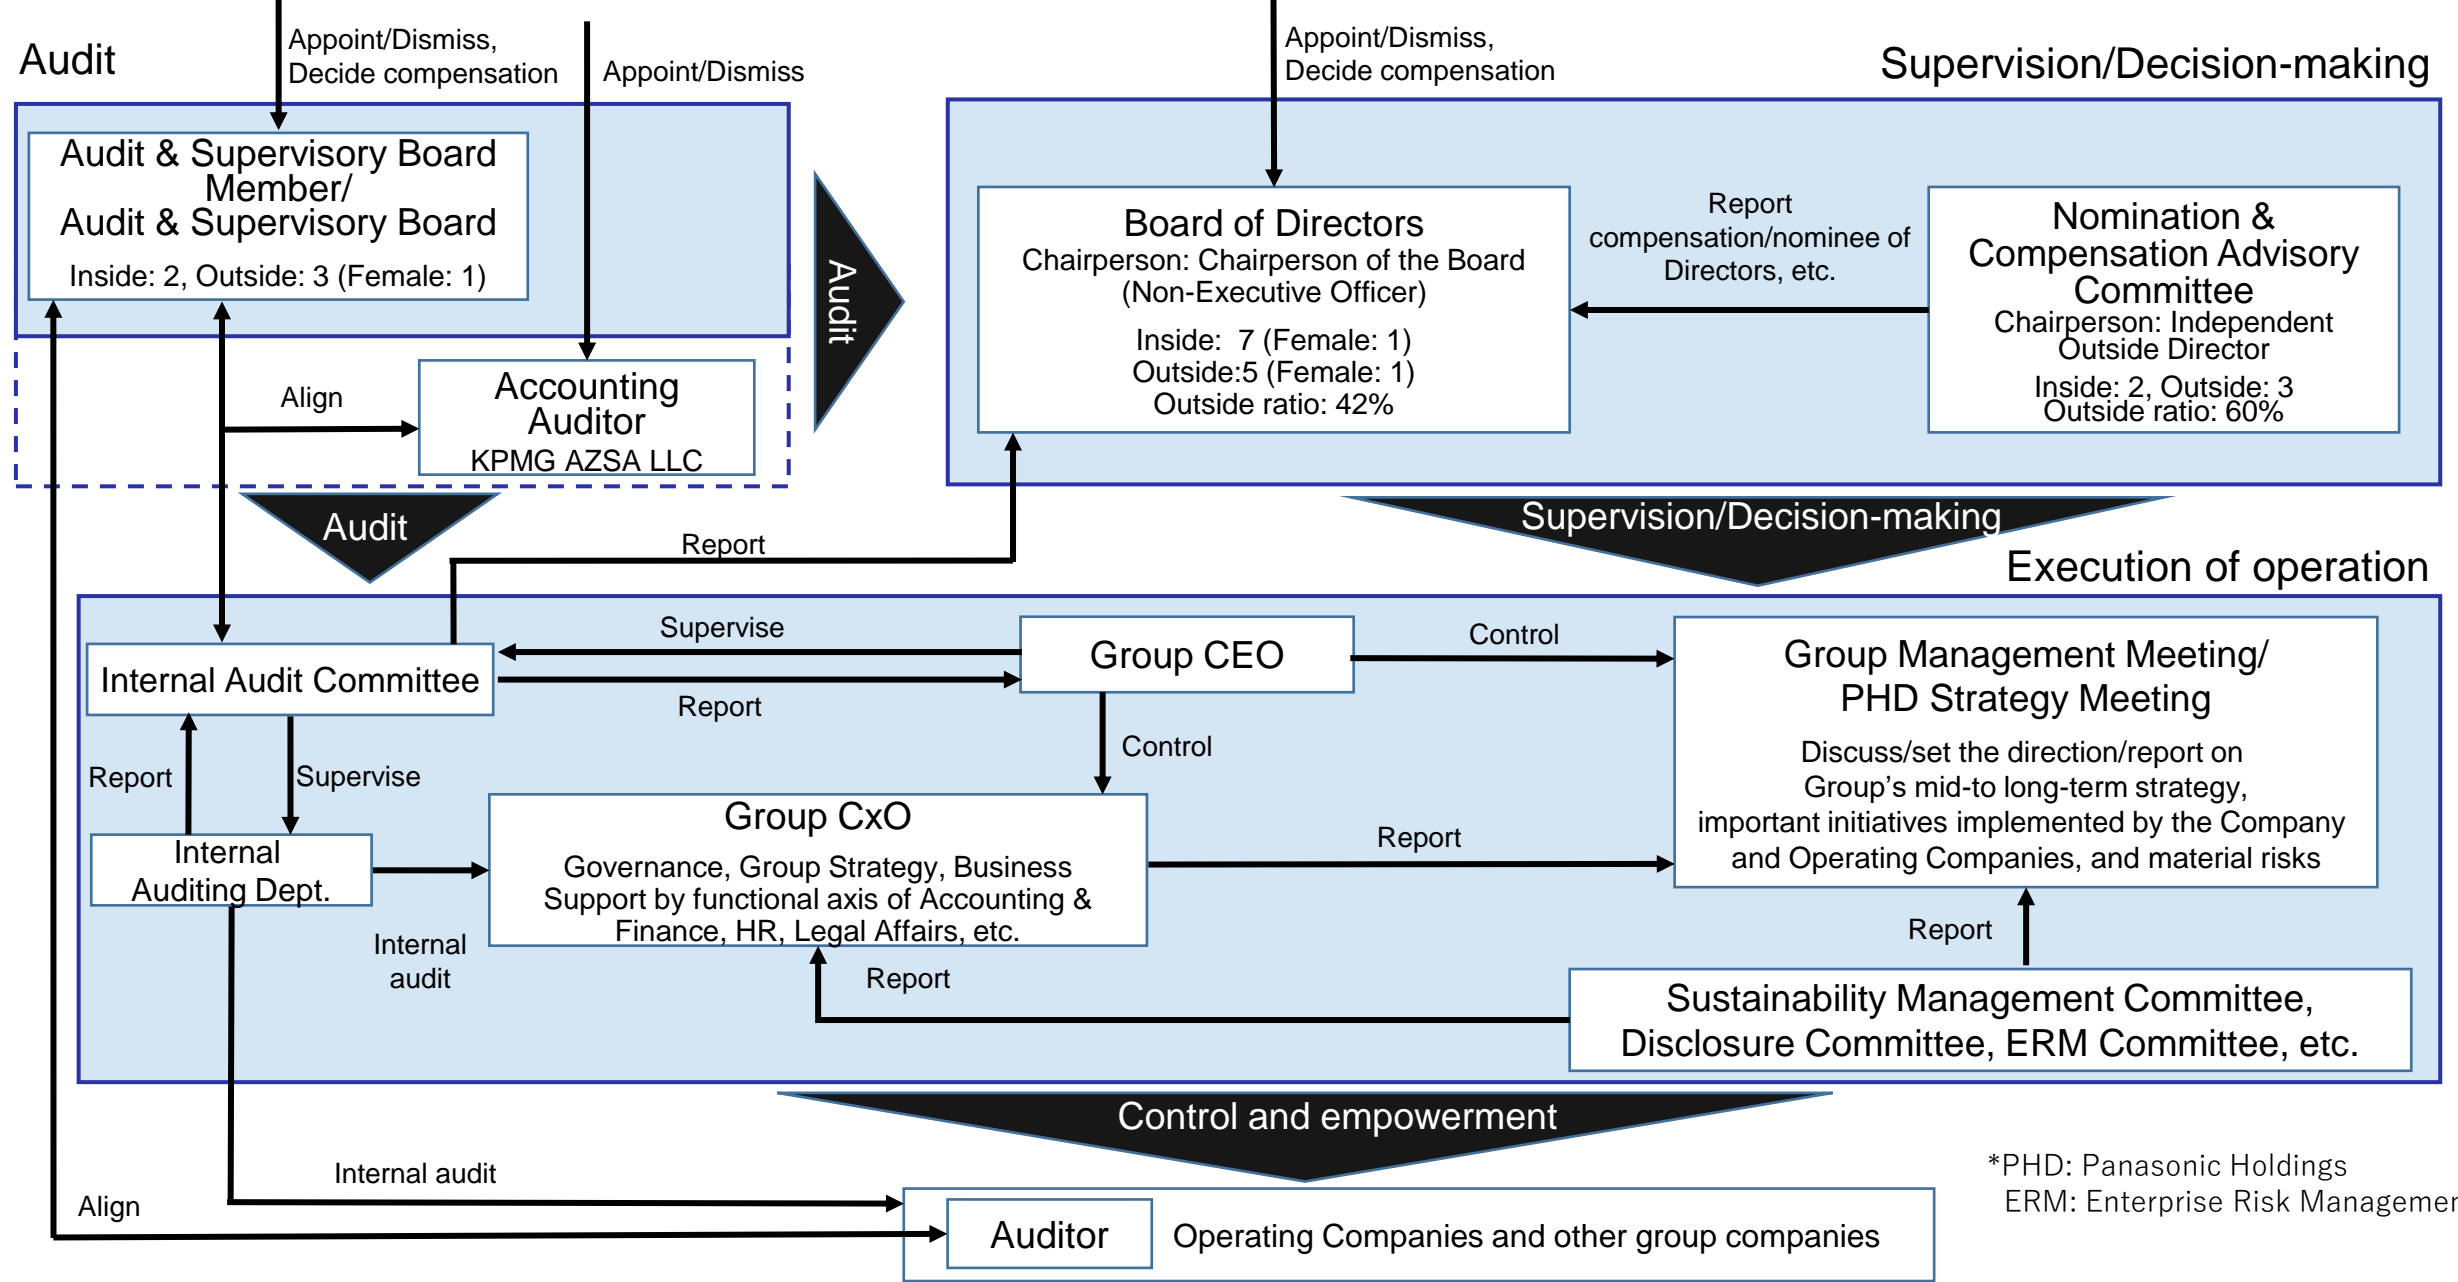 Audit
Appoint/Dismiss,
Decide compensation
Appoint/Dismiss
Appoint/Dismiss,
Decide compensation
Supervision/Decision-making
Audit & Supervisory Board
Member/
Audit & Supervisory Board
Inside: 2, Outside: 3 (Female: 1)
Align
Accounting
Auditor
KPMG AZSA LLC
Audit
Board of Directors
Chairperson: Chairperson of the Board
(Non-Executive Officer)
Inside: 7 (Female: 1)
Outside:5 (Female: 1)
Outside ratio: 42%
Report
compensation/nominee of
Directors, etc.
Nomination &
Compensation Advisory
Committee
Chairperson: Independent
Outside Director
Inside: 2, Outside: 3
Outside ratio: 60%
Audit
Report
Supervision/Decision-making
Execution of operation
Internal Audit Committee
Supervise
Report
Group CEO
Control
Control
Group Management Meeting/
PHD Strategy Meeting
Discuss/set the direction/report on
Group's mid-to long-term strategy,
important initiatives implemented by the Company
and Operating Companies, and material risks
Report
Supervise
Internal
Auditing Dept.
Internal
audit
Group CxO
Governance, Group Strategy, Business
Support by functional axis of Accounting &
Finance, HR, Legal Affairs, etc.
Report
Report
Report
Sustainability Management Committee,
Disclosure Committee, ERM Committee, etc.
Control and empowerment
Internal audit
Align
Auditor
Operating Companies and other group companies
*PHD: Panasonic Holdings
ERM: Enterprise Risk Managemen